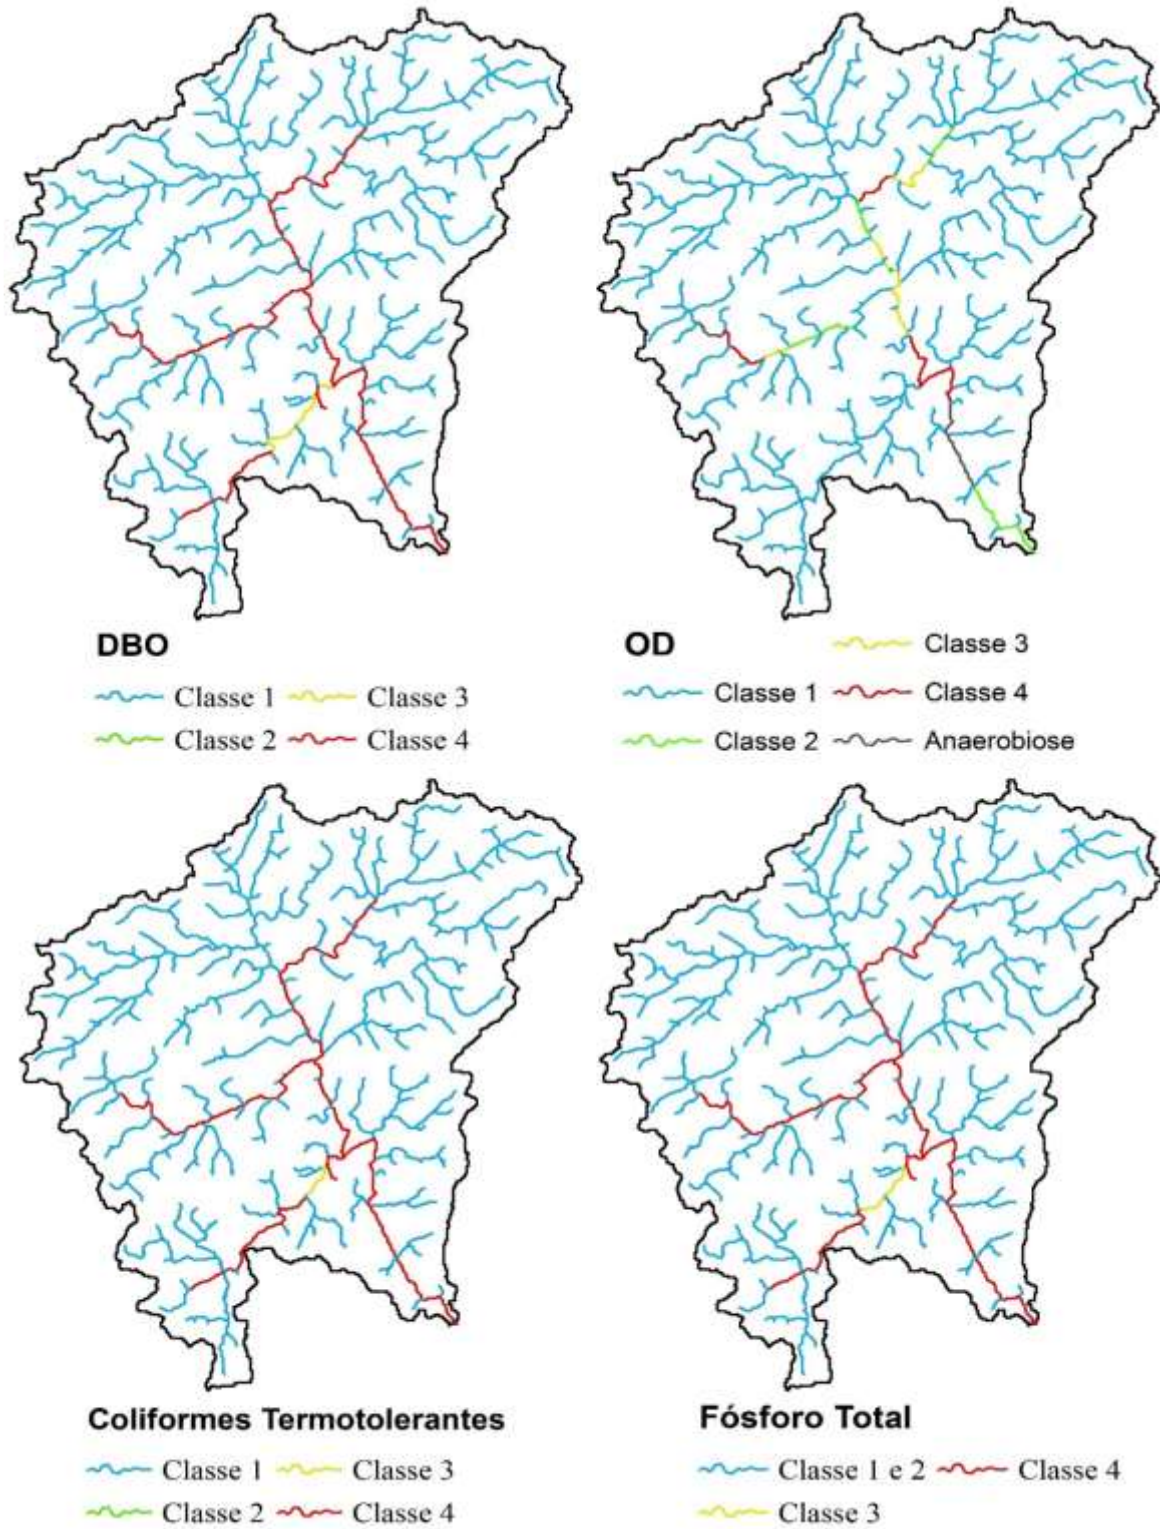 DBO
Classe 1 Classe 3
Classe 2 Classe 4
OD Classe 3
Classe 1 Classe 4
Classe 2 Anaerobiose
Coliformes Termotolerantes
Classe 1 Classe 3
Classe 2 Classe 4
Fósforo Total
Classe 1 e 2 Classe 4
Classe 3